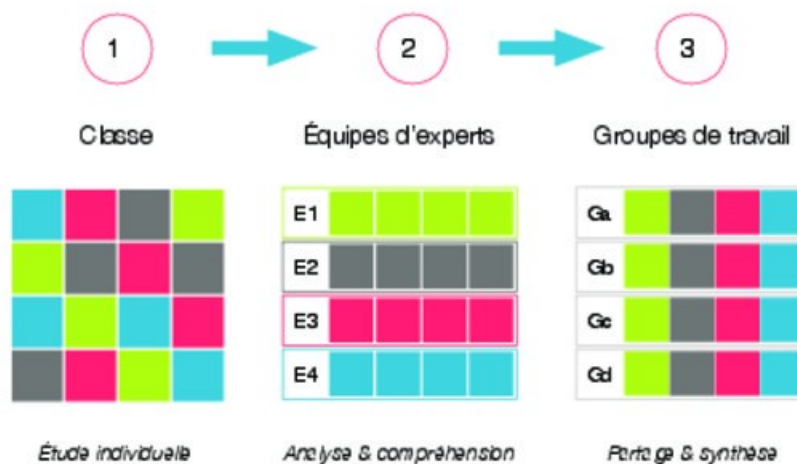 1
2
3
Classe
Équipes d'experts
Groupes de travail
E1
E2
E3
E4
Ga
Gb
Gc
Gd
Étude individuelle
Analyse & compréhension
Partage & synthèse